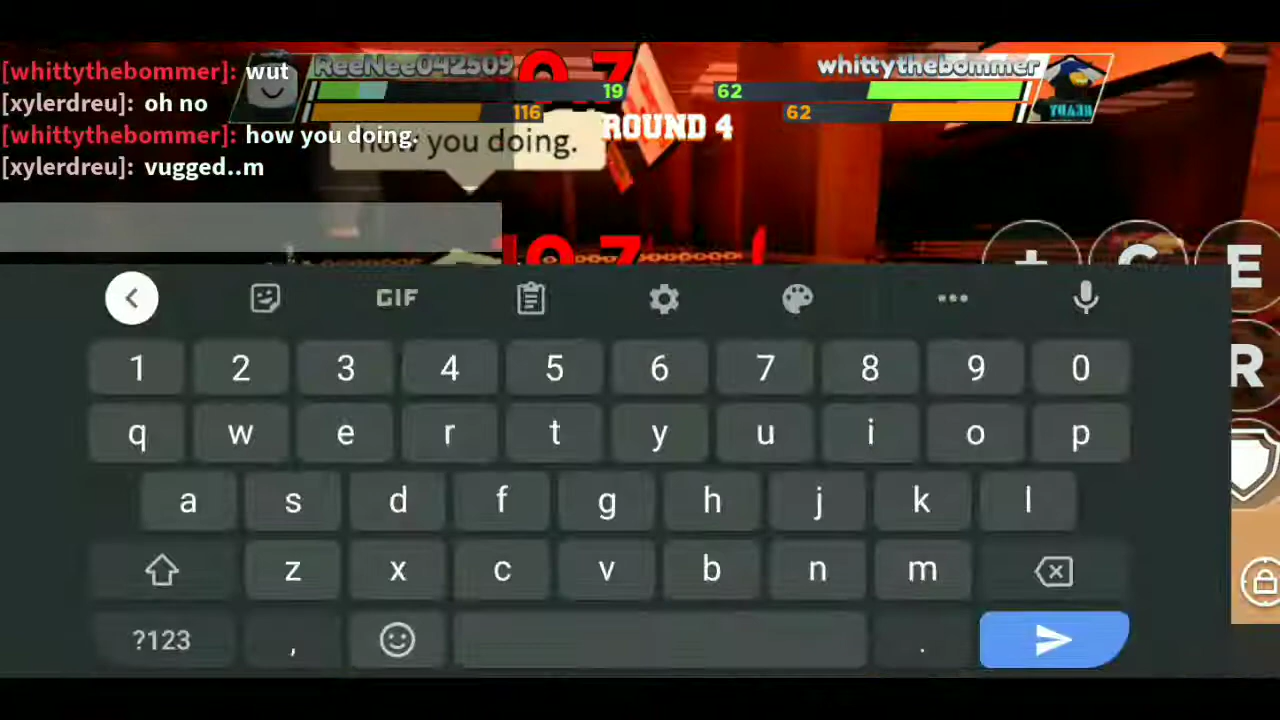 [whittythebommer]: wut
[xylerdreu]: oh no
[whittythebommer]: how you doing.
[xylerdreu]: vugged..m
ReeNee042509
19
116
whittythebommer
62
62
ROUND 4
how you doing.
E
R
GIF
1 2 3 4 5 6 7 8 9 0
q w e r t y u i o p
a s d f g h j k l
z x c v b n m
?123 , .